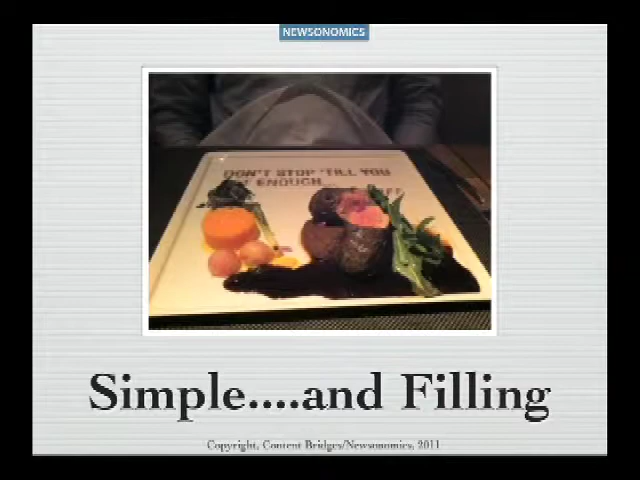 NEWSONOMICS
DON'T STOP 'TILL YOU
ENOUGH...
Simple....and Filling
Copyright, Content Bridges/Newsonomics, 2011